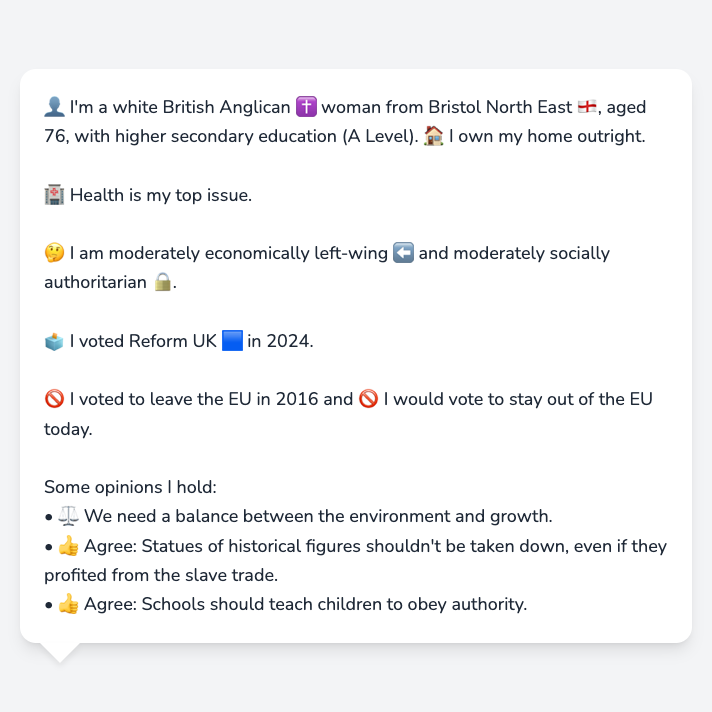 👤 I'm a white British Anglican ✝️ woman from Bristol North East 🏴󠁧󠁢󠁥󠁮󠁧󠁿, aged
76, with higher secondary education (A Level). 🏠 I own my home outright.
🏥 Health is my top issue.
🤔 I am moderately economically left-wing ⬅️ and moderately socially
authoritarian 🔒.
🗳️ I voted Reform UK 🟦 in 2024.
🚫 I voted to leave the EU in 2016 and 🚫 I would vote to stay out of the EU
today.
Some opinions I hold:
• ⚖️ We need a balance between the environment and growth.
• 👍 Agree: Statues of historical figures shouldn't be taken down, even if they
profited from the slave trade.
• 👍 Agree: Schools should teach children to obey authority.